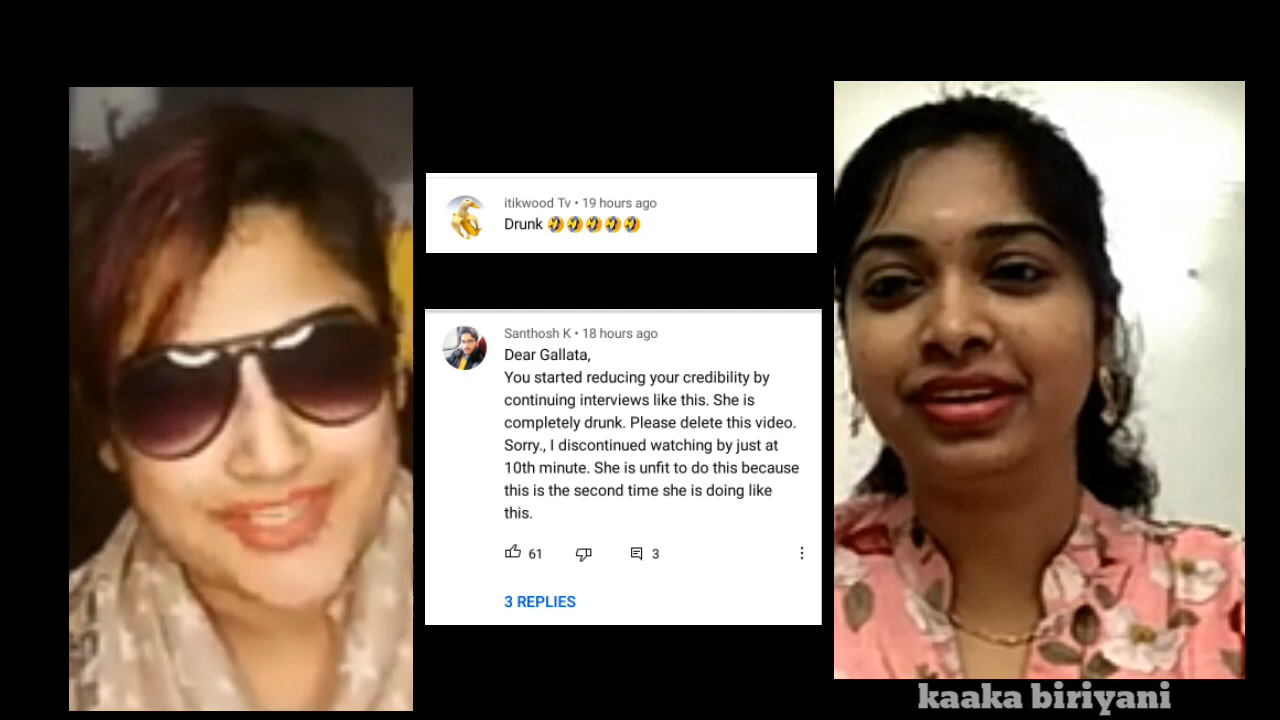 itikwood Tv • 19 hours ago
Drunk 🤣🤣🤣🤣🤣
Santhosh K • 18 hours ago
Dear Gallata,
You started reducing your credibility by
continuing interviews like this. She is
completely drunk. Please delete this video.
Sorry., I discontinued watching by just at
10th minute. She is unfit to do this because
this is the second time she is doing like
this.
61 3
3 REPLIES
kaaka biriyani